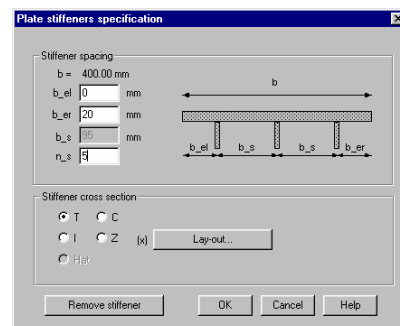 Plate stiffeners specification
Stiffener spacing
b = 400.00 mm
b_el 0 mm
b_er 20 mm
b_s 95 mm
n_s 5
b
b_el b_s b_s b_er
Stiffener cross section
T C
I Z (x) Lay-out...
Hat
Remove stiffener OK Cancel Help